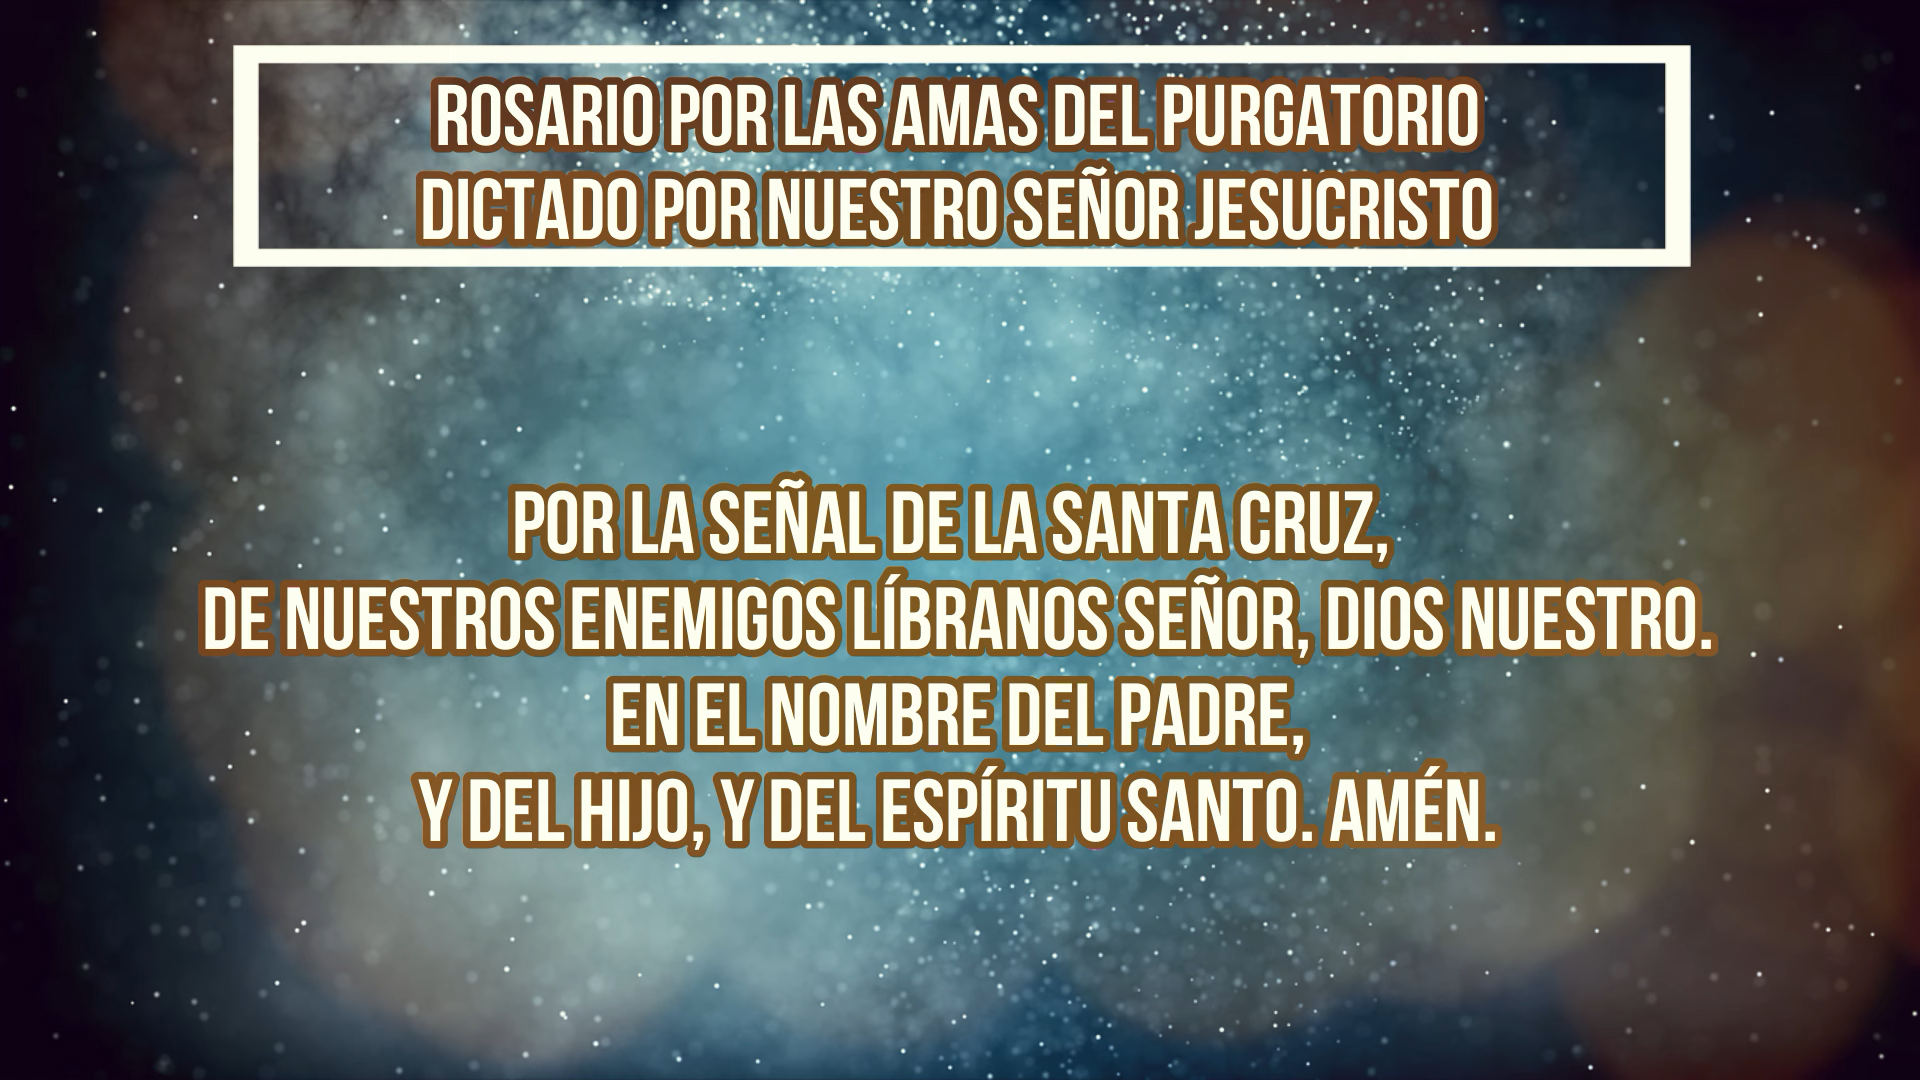 ROSARIO POR LAS AMAS DEL PURGATORIO
DICTADO POR NUESTRO SEÑOR JESUCRISTO
POR LA SEÑAL DE LA SANTA CRUZ,
DE NUESTROS ENEMIGOS LÍBRANOS SEÑOR, DIOS NUESTRO.
EN EL NOMBRE DEL PADRE,
Y DEL HIJO, Y DEL ESPÍRITU SANTO. AMÉN.